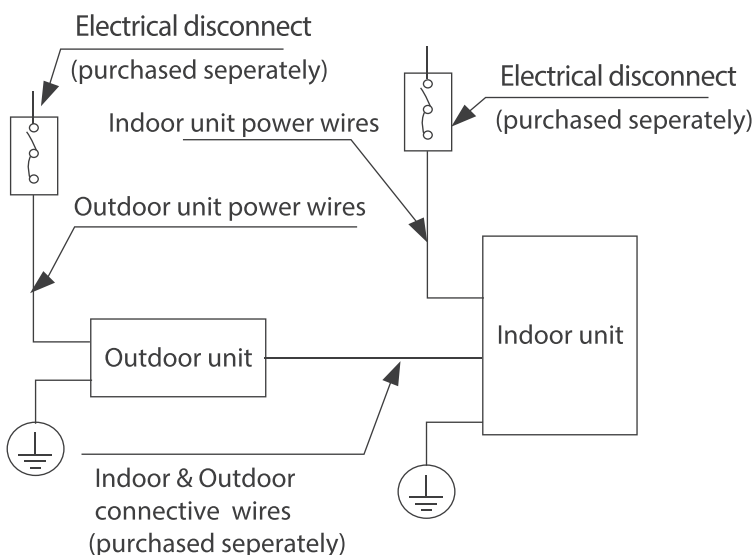 Electrical disconnect
(purchased seperately)
Electrical disconnect
(purchased seperately)
Indoor unit power wires
Outdoor unit power wires
Outdoor unit
Indoor unit
Indoor & Outdoor
connective wires
(purchased seperately)